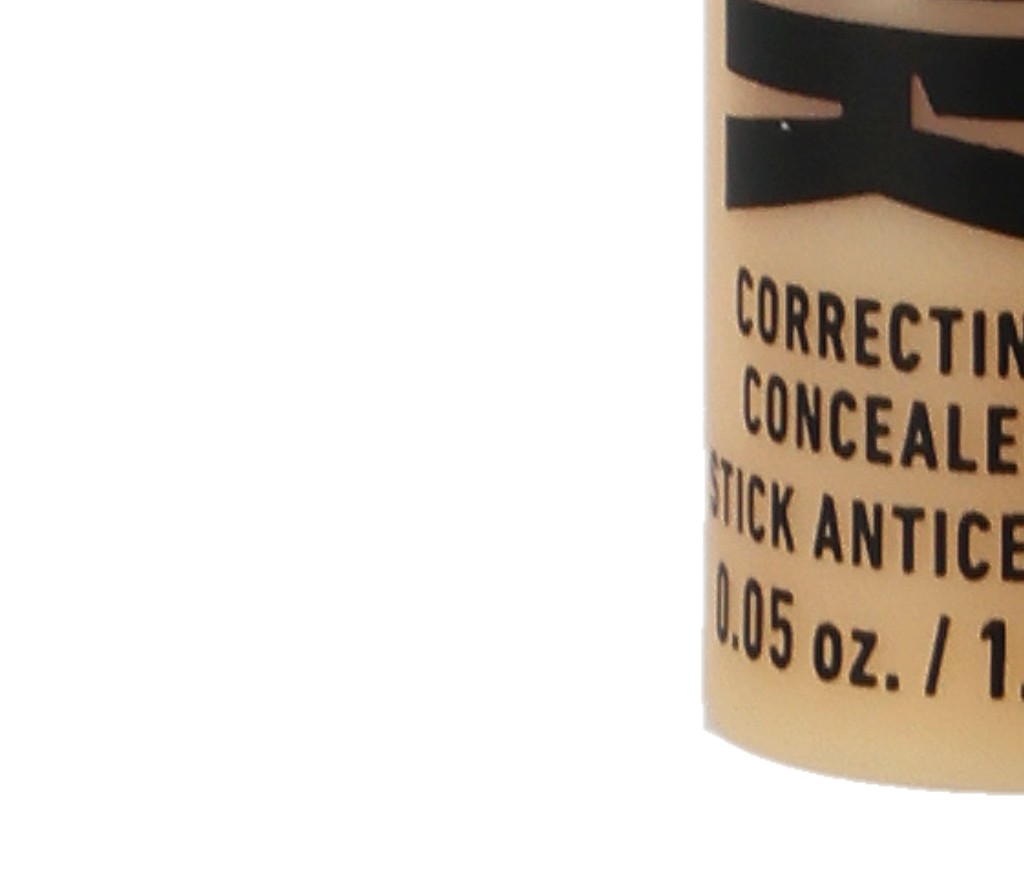 CORRECTIN
CONCEALE
STICK ANTICE
0.05 oz. / 1.